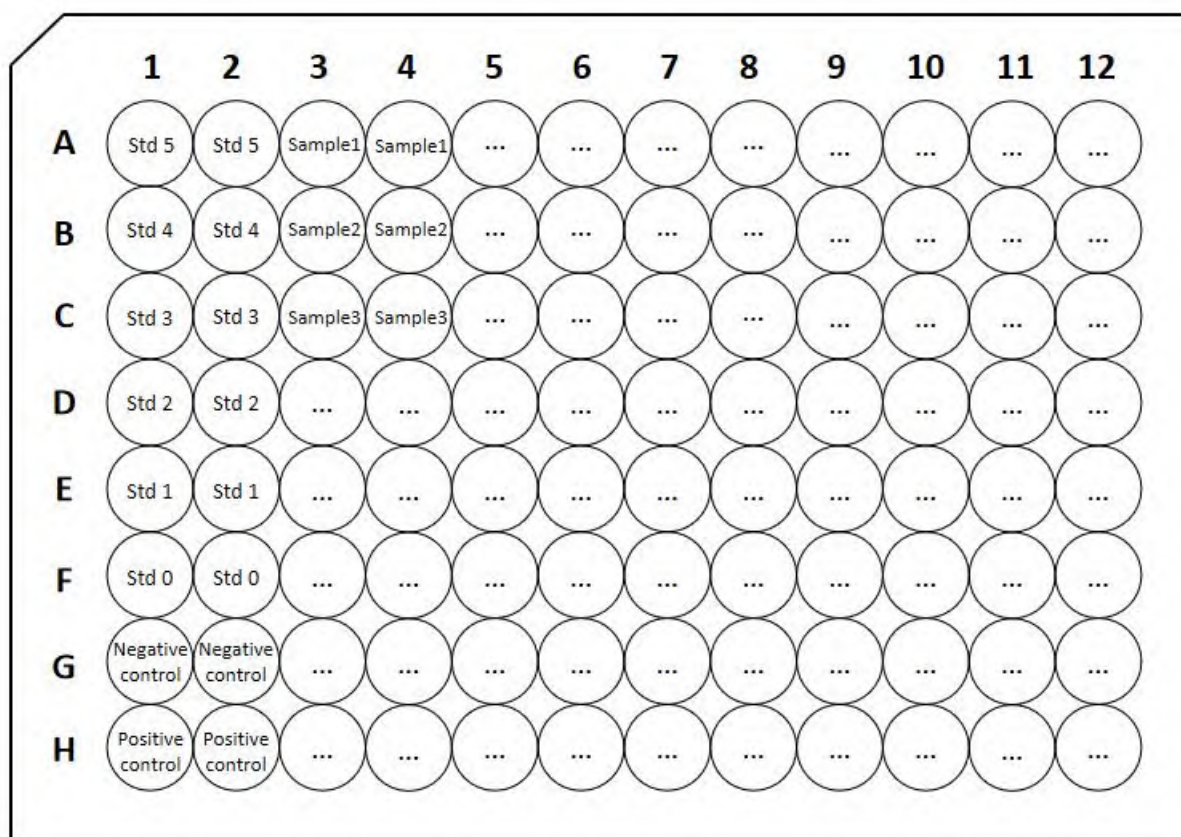 1 2 3 4 5 6 7 8 9 10 11 12
A Std 5 Std 5 Sample1 Sample1 ... ... ... ... ... ... ... ...
B Std 4 Std 4 Sample2 Sample2 ... ... ... ... ... ... ... ...
C Std 3 Std 3 Sample3 Sample3 ... ... ... ... ... ... ... ...
D Std 2 Std 2 ... ... ... ... ... ... ... ... ... ...
E Std 1 Std 1 ... ... ... ... ... ... ... ... ... ...
F Std 0 Std 0 ... ... ... ... ... ... ... ... ... ...
G Negative control Negative control ... ... ... ... ... ... ... ... ... ...
H Positive control Positive control ... ... ... ... ... ... ... ... ... ...